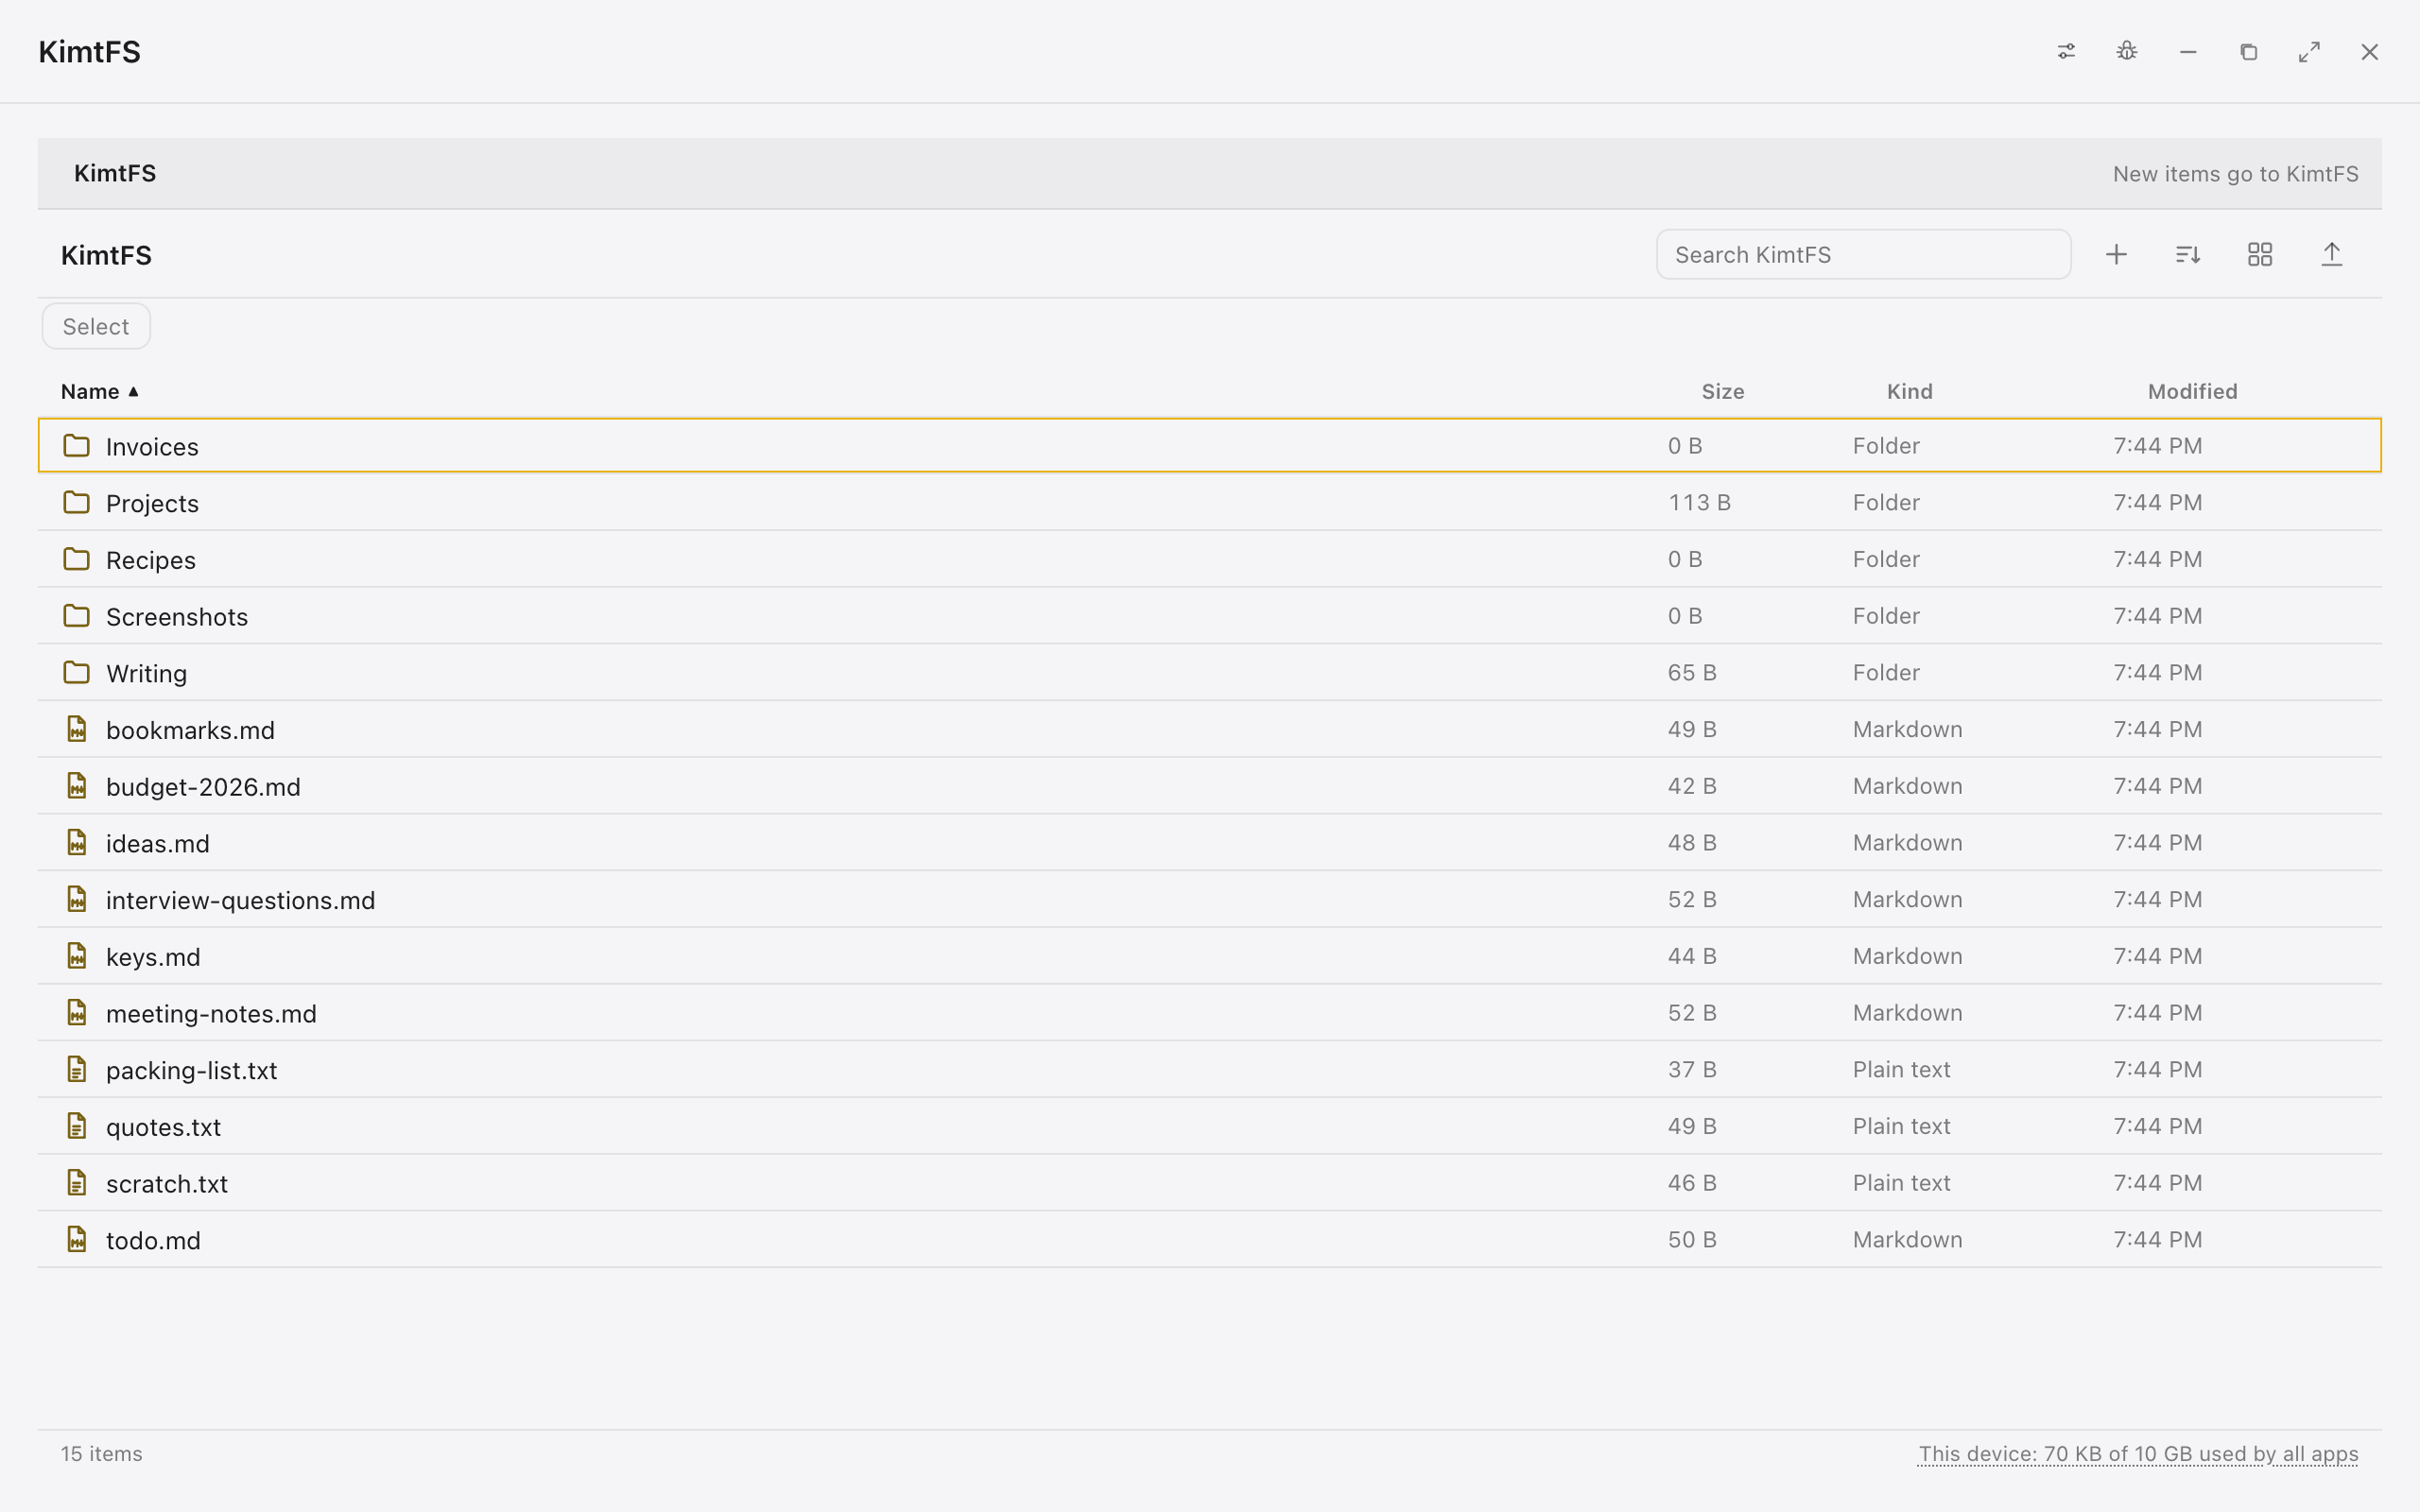 KimtFS
KimtFS New items go to KimtFS
KimtFS Search KimtFS
Select
Name ▲ Size Kind Modified
Invoices 0 B Folder 7:44 PM
Projects 113 B Folder 7:44 PM
Recipes 0 B Folder 7:44 PM
Screenshots 0 B Folder 7:44 PM
Writing 65 B Folder 7:44 PM
bookmarks.md 49 B Markdown 7:44 PM
budget-2026.md 42 B Markdown 7:44 PM
ideas.md 48 B Markdown 7:44 PM
interview-questions.md 52 B Markdown 7:44 PM
keys.md 44 B Markdown 7:44 PM
meeting-notes.md 52 B Markdown 7:44 PM
packing-list.txt 37 B Plain text 7:44 PM
quotes.txt 49 B Plain text 7:44 PM
scratch.txt 46 B Plain text 7:44 PM
todo.md 50 B Markdown 7:44 PM
15 items This device: 70 KB of 10 GB used by all apps